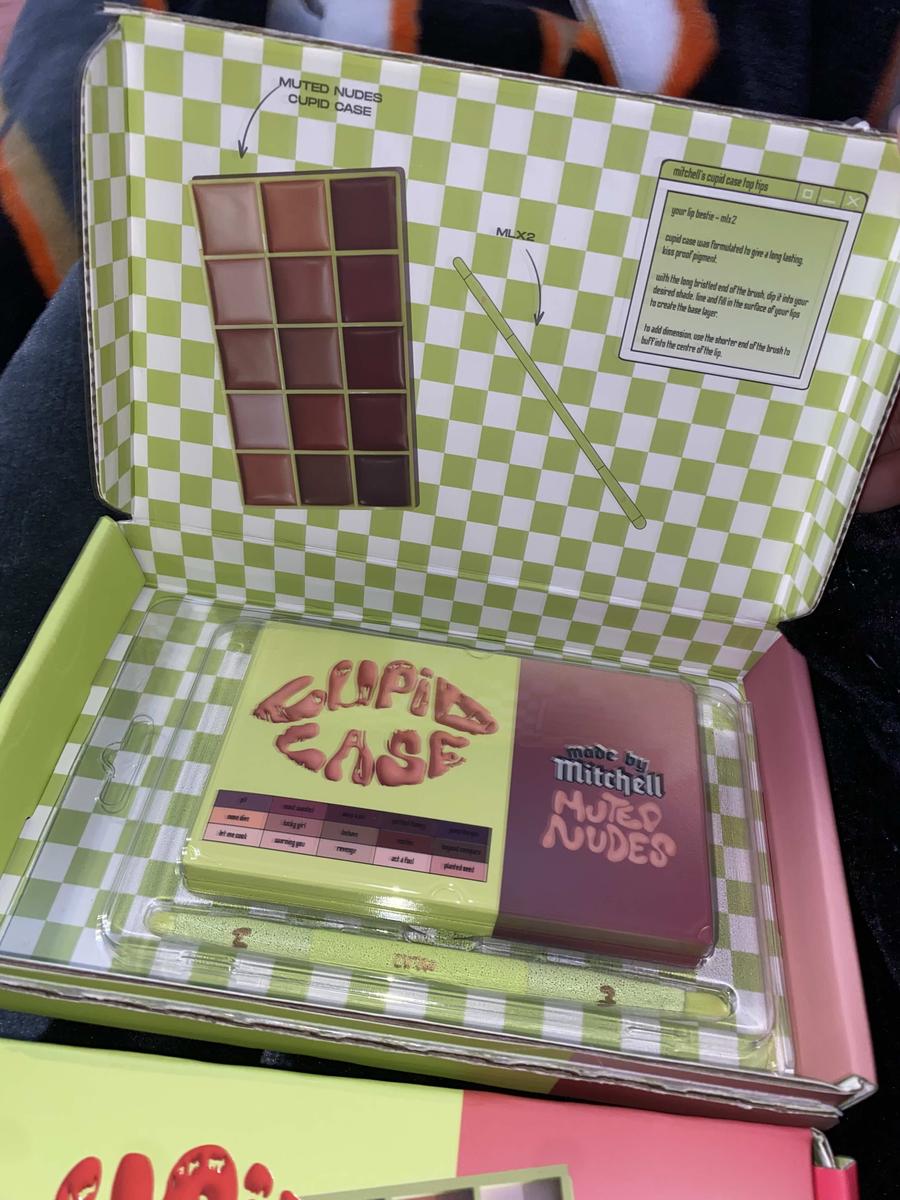 MUTED NUDES
CUPID CASE
MLX2
mitchell's cupid case top tips
your lip bestie - mlx2
cupid case was formulated to give a long lasting,
kiss proof pigment.
with the long bristled end of the brush, dip it into your
desired shade. line and fill in the surface of your lips
to create the base layer.
to add dimension, use the shorter end of the brush to
buff into the centre of the lip.
CUPID
CASE
made by
Mitchell
MUTED
NUDES
lucky girl
let me cook
warning you
revenge
act a fool
planted seed
2